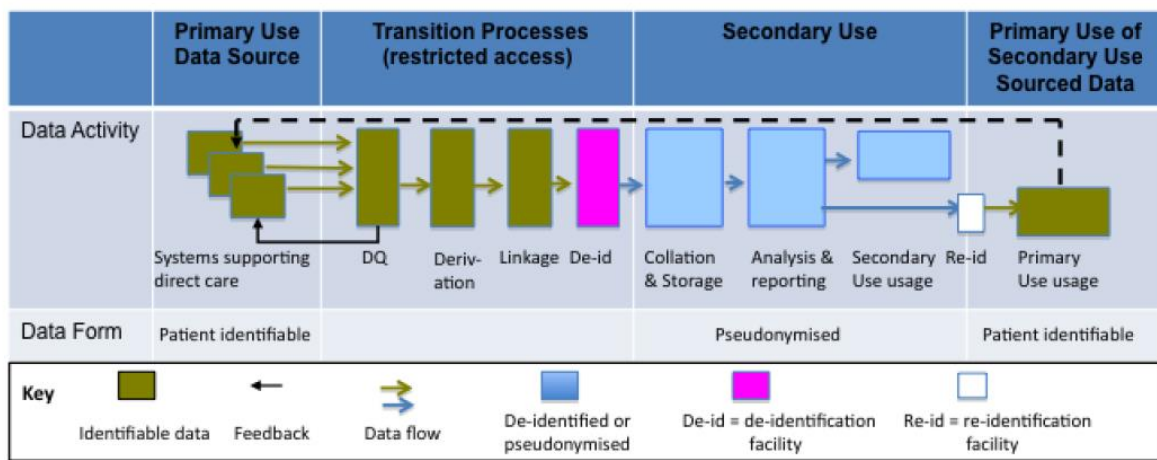 Primary Use
Data Source
Transition Processes
(restricted access)
Secondary Use
Primary Use of
Secondary Use
Sourced Data
Data Activity
Systems supporting
direct care
DQ
Deriv-
ation
Linkage
De-id
Collation
& Storage
Analysis &
reporting
Secondary
Use usage
Re-id
Primary
Use usage
Data Form
Patient identifiable
Pseudonymised
Patient identifiable
Key
Identifiable data
Feedback
Data flow
De-identified or
pseudonymised
De-id = de-identification
facility
Re-id = re-identification
facility